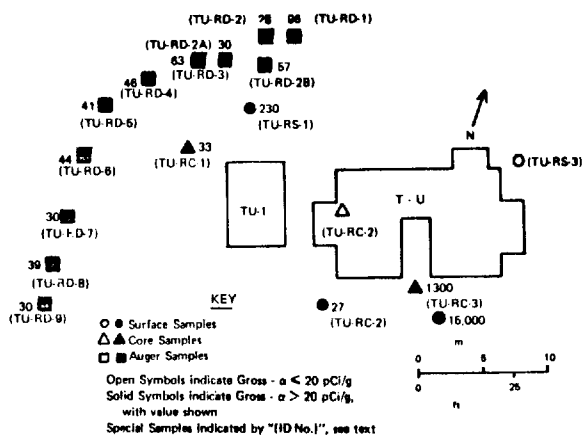 (TU-RD-2) 28 96 (TU-RD-1)
(TU-RD-2A) 30
63
(TU-RD-3)
57
(TU-RD-2B)
46
(TU-RD-4)
41
(TU-RD-5)
230
(TU-RS-1)
33
(TU-RC-1)
44
(TU-RD-6)
N
(TU-RS-3)
TU-1
T - U
(TU-RC-2)
30
(TU-RD-7)
39
(TU-RD-8)
30
(TU-RD-9)
1300
(TU-RC-3)
27
(TU-RC-2)
16,000
KEY
Surface Samples
Core Samples
Auger Samples
m
0 5 10
0 25
ft
Open Symbols indicate Gross - α ≤ 20 pCi/g
Solid Symbols indicate Gross - α > 20 pCi/g,
with value shown
Special Samples Indicated by "(ID No.)", see text